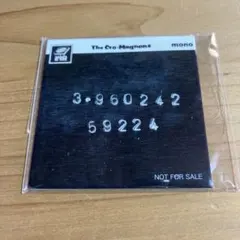 The Cro-Magnons
mono
3・960242
59224
NOT FOR SALE